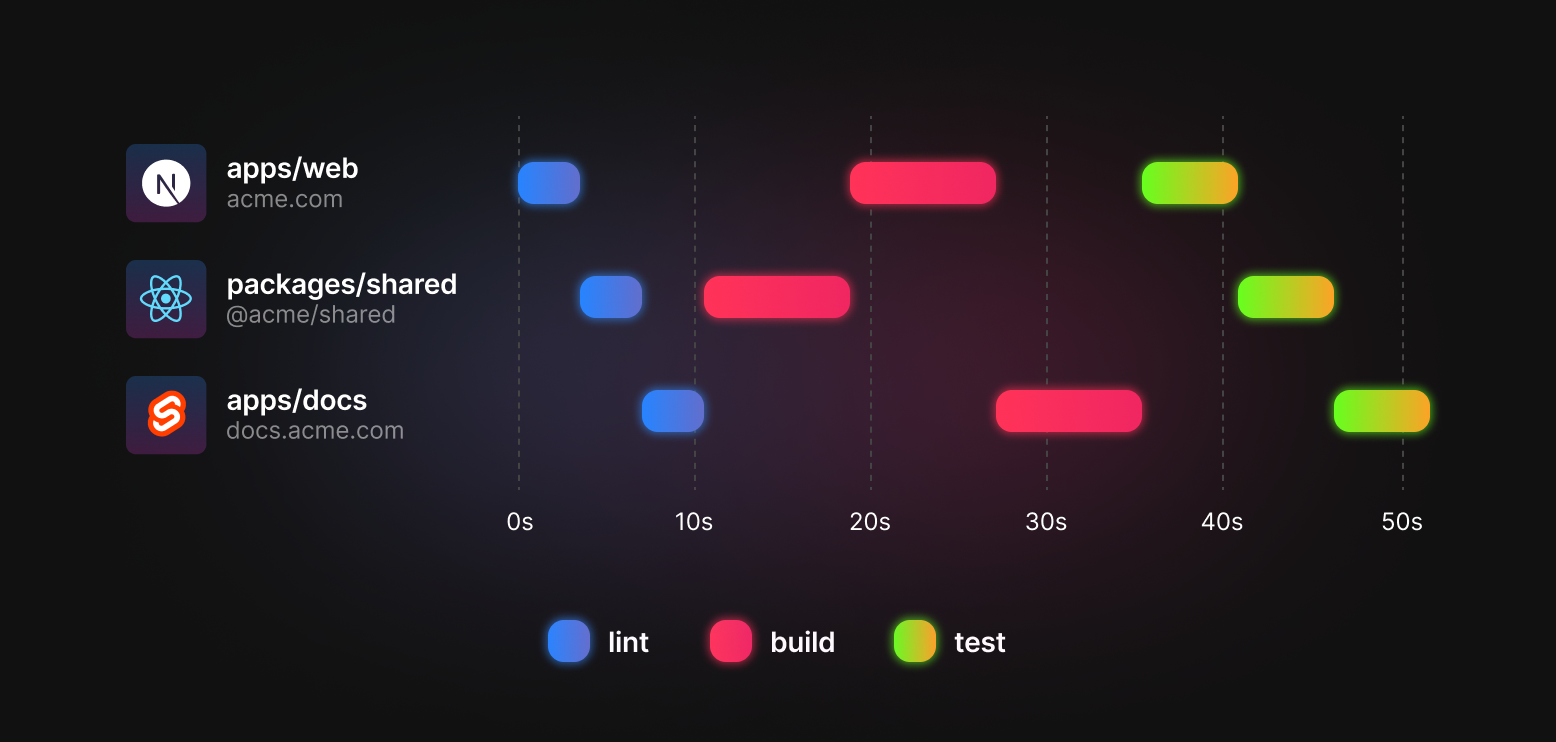 apps/web
acme.com
packages/shared
@acme/shared
apps/docs
docs.acme.com
0s 10s 20s 30s 40s 50s
lint build test